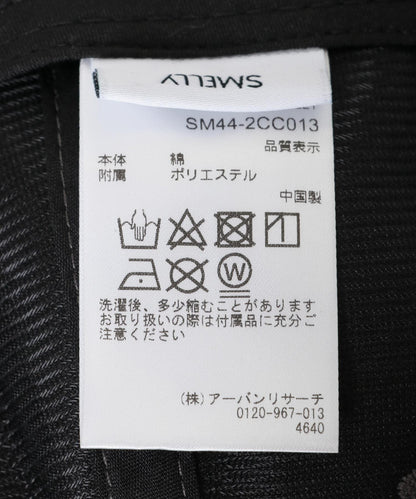 SMELLY
SM44-2CC013
品質表示
本体 綿
附属 ポリエステル
中国製
W
洗濯後、多少縮むことがあります
お取り扱いの際は付属品に充分ご
注意ください
(株)アーバンリサーチ
0120-967-013
4640